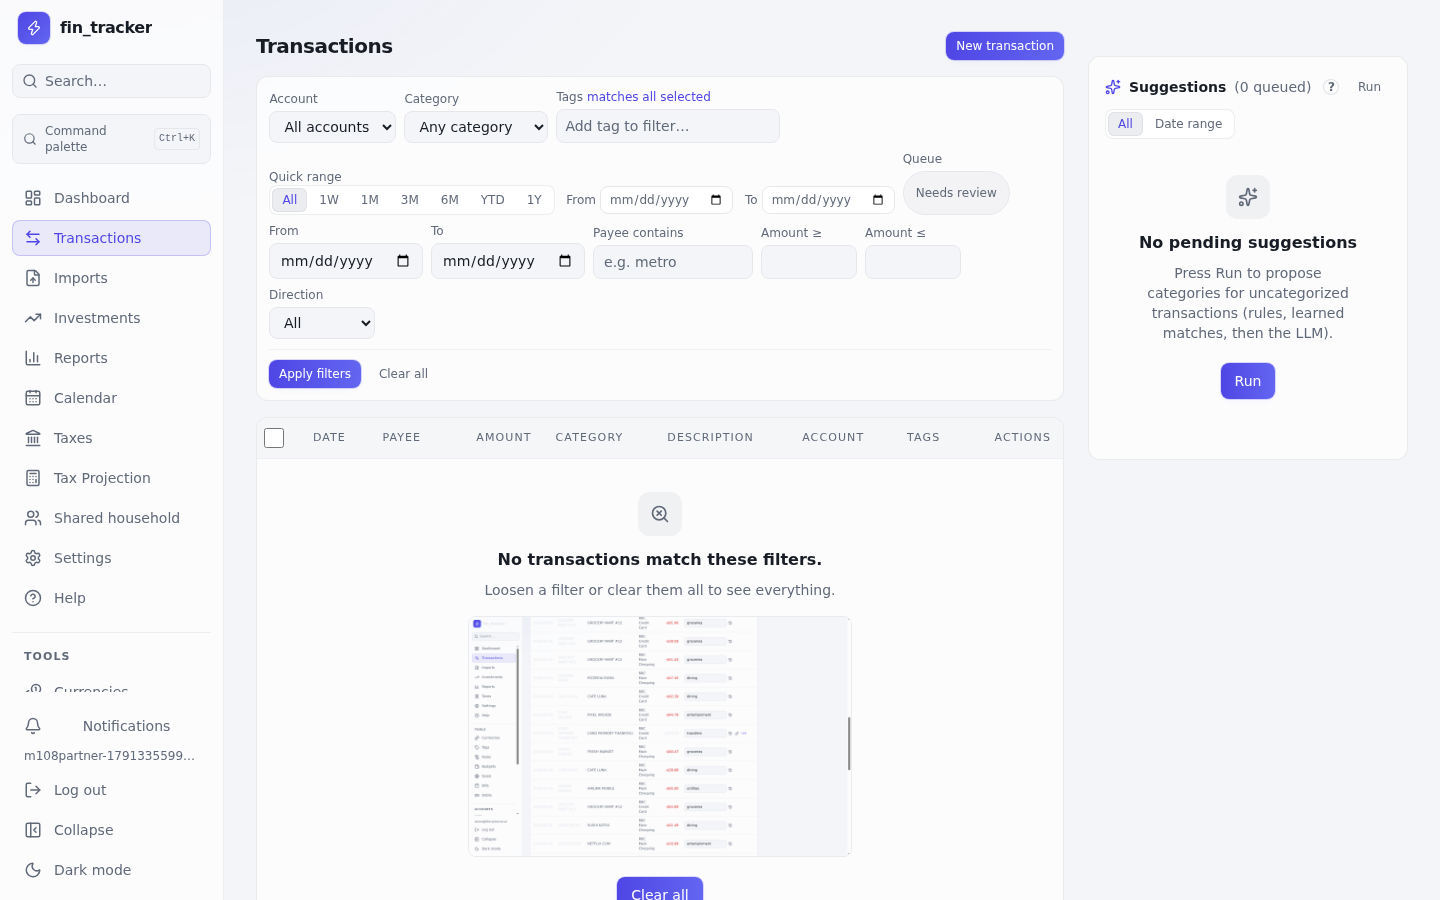 fin_tracker
Search…
Command palette
Ctrl+K
Dashboard
Transactions
Imports
Investments
Reports
Calendar
Taxes
Tax Projection
Shared household
Settings
Help
TOOLS
Currencies
Notifications
m108partner-1791335599…
Log out
Collapse
Dark mode
Transactions
New transaction
Account
All accounts
Category
Any category
Tags matches all selected
Add tag to filter…
Quick range
All 1W 1M 3M 6M YTD 1Y
From mm/dd/yyyy
To mm/dd/yyyy
Queue
Needs review
From
mm/dd/yyyy
To
mm/dd/yyyy
Payee contains
e.g. metro
Amount ≥
Amount ≤
Direction
All
Apply filters
Clear all
DATE PAYEE AMOUNT CATEGORY DESCRIPTION ACCOUNT TAGS ACTIONS
No transactions match these filters.
Loosen a filter or clear them all to see everything.
Clear all
Suggestions (0 queued) ? Run
All Date range
No pending suggestions
Press Run to propose
categories for uncategorized
transactions (rules, learned
matches, then the LLM).
Run